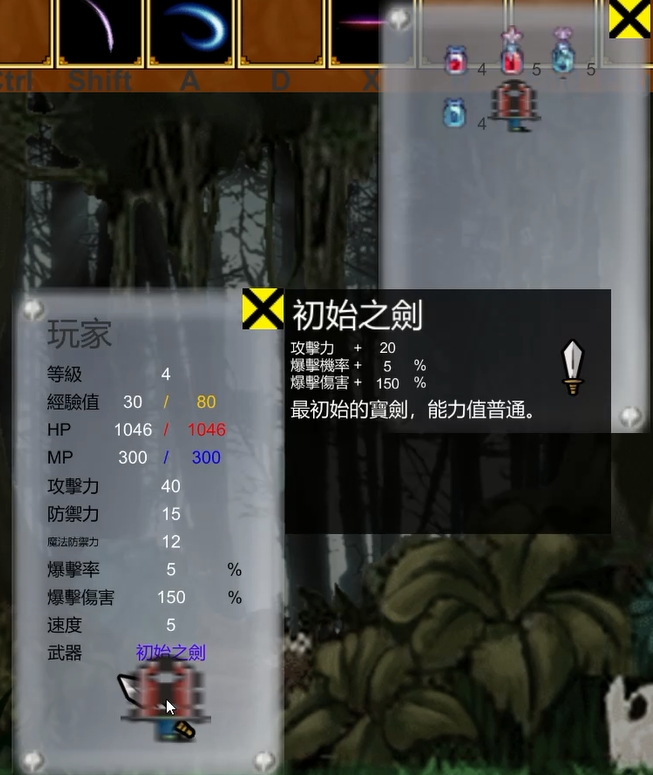 Ctrl Shift A D X
4 5 5
4
玩家
等級 4
經驗值 30 / 80
HP 1046 / 1046
MP 300 / 300
攻擊力 40
防禦力 15
魔法防禦力 12
爆擊率 5 %
爆擊傷害 150 %
速度 5
武器 初始之劍
初始之劍
攻擊力 + 20
爆擊機率 + 5 %
爆擊傷害 + 150 %
最初始的寶劍，能力值普通。